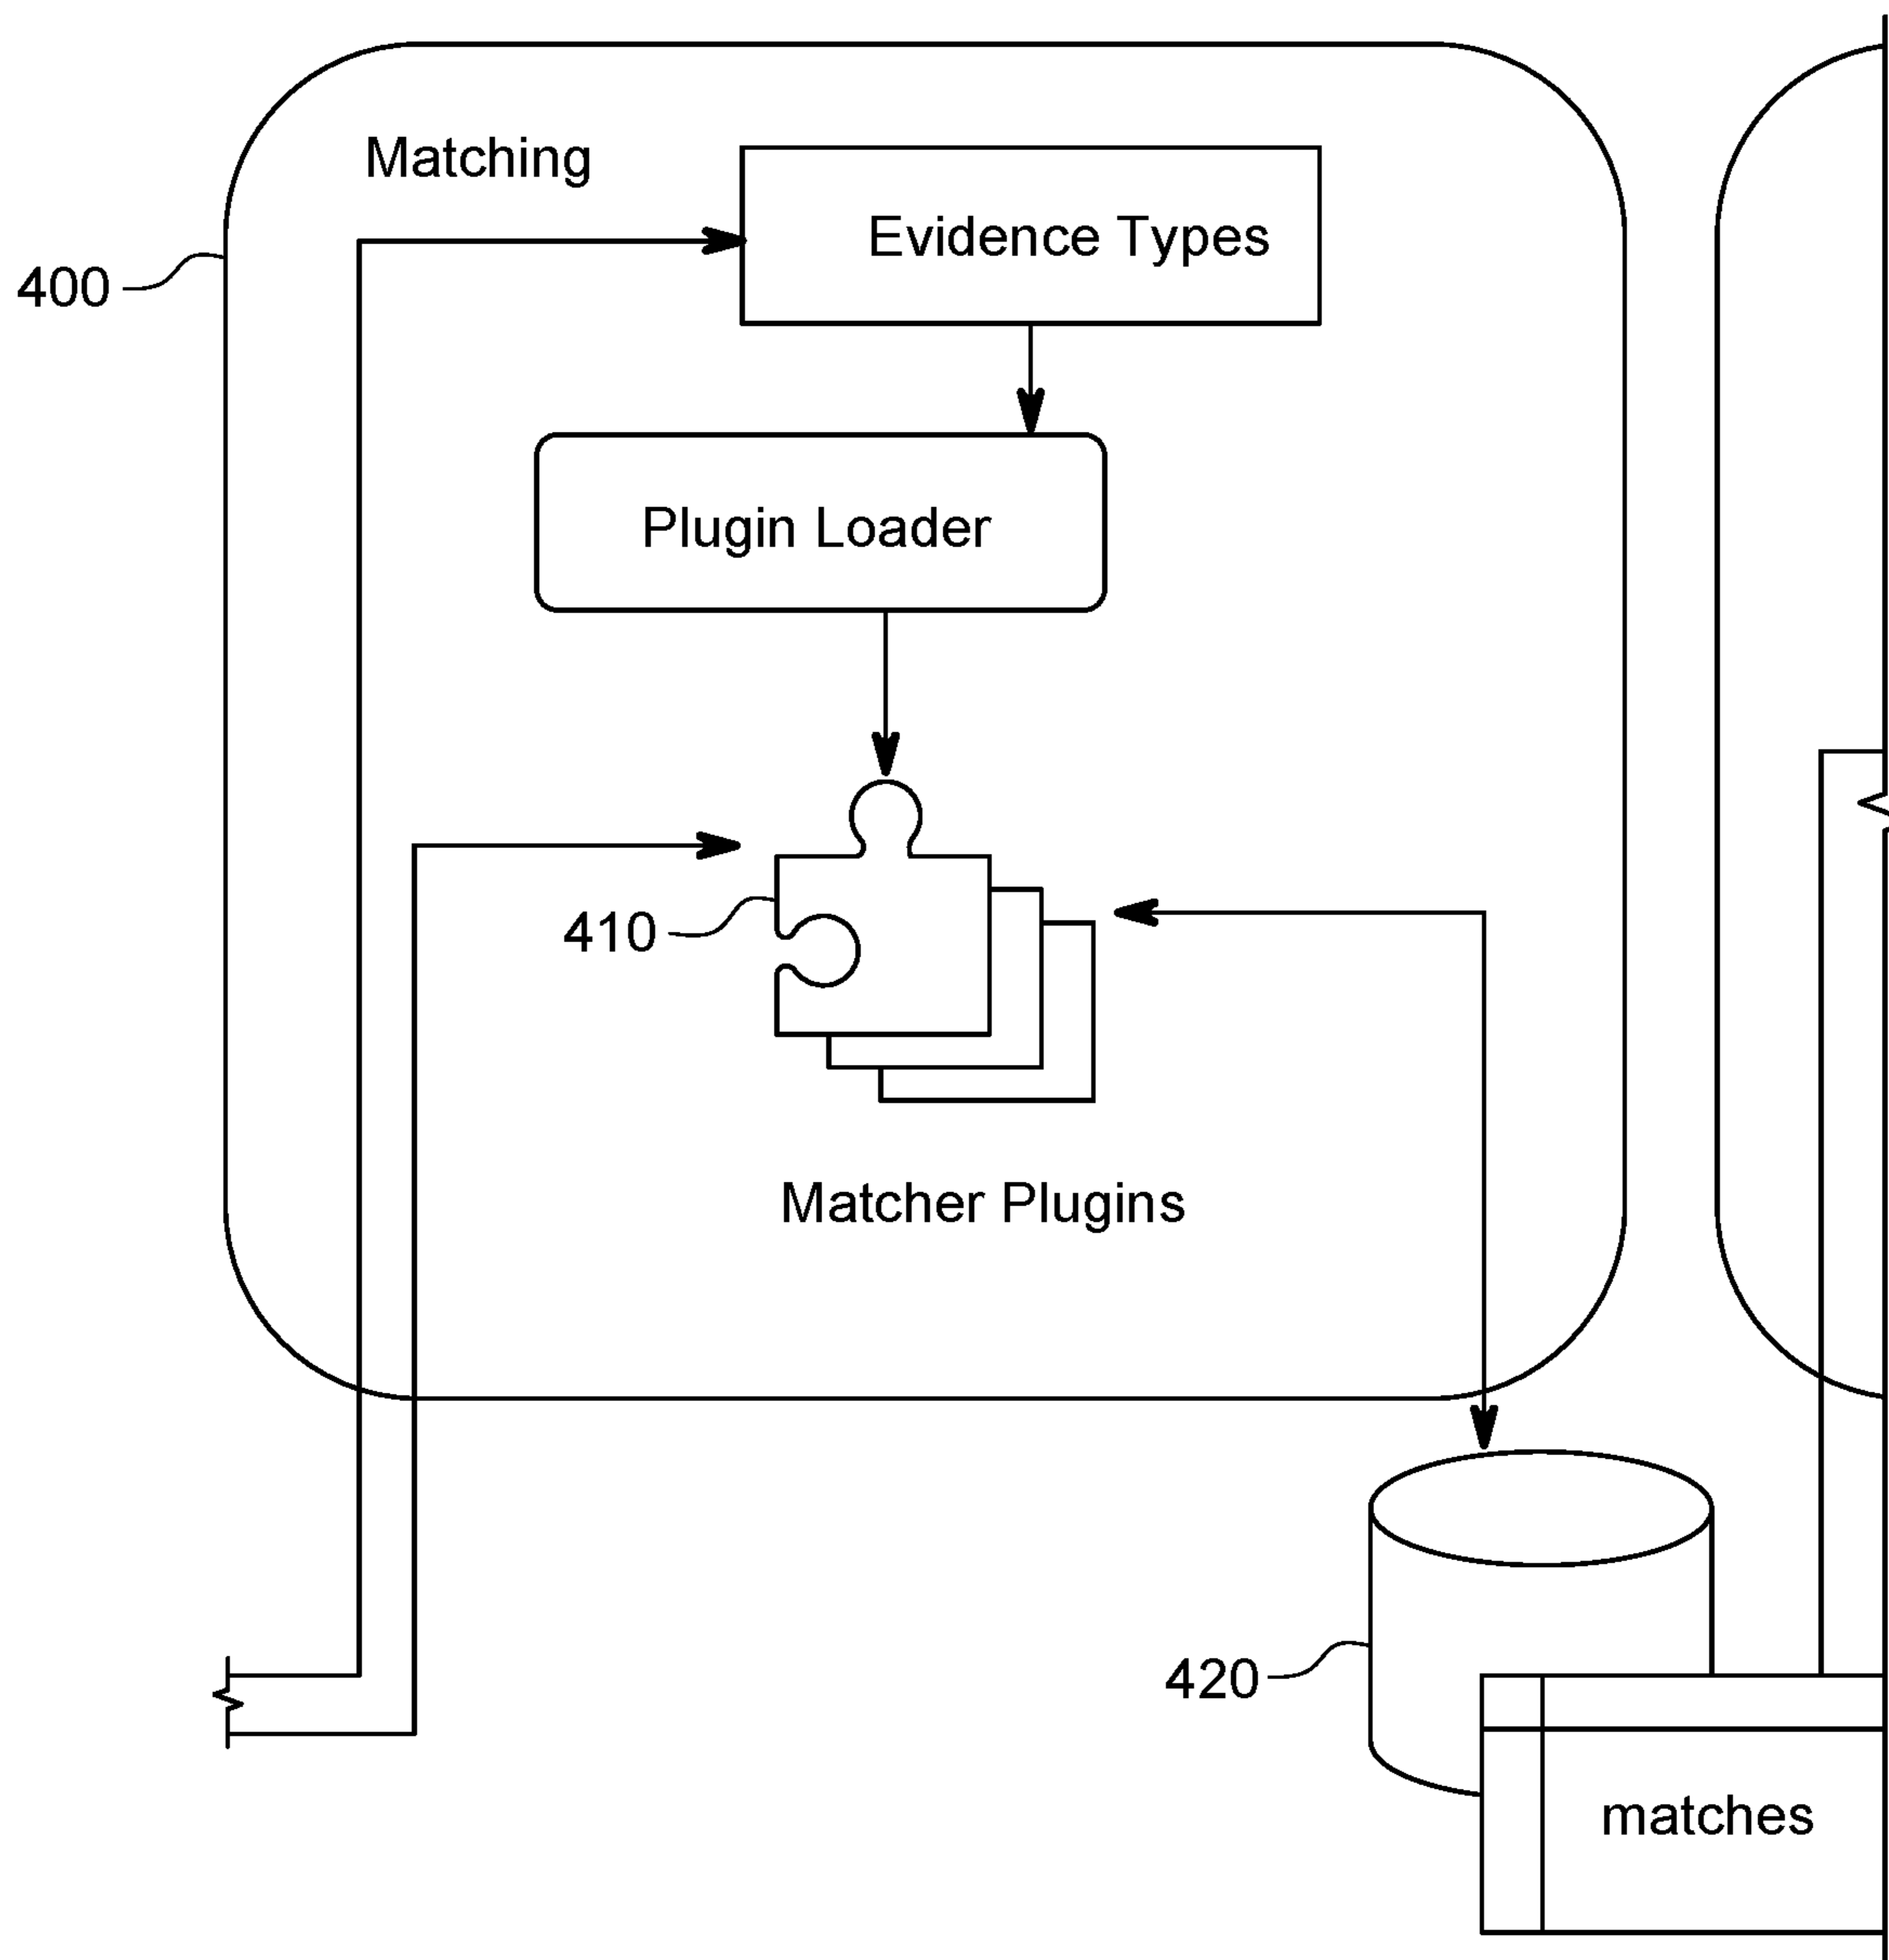 Matching
Evidence Types
400
Plugin Loader
410
Matcher Plugins
420
matches